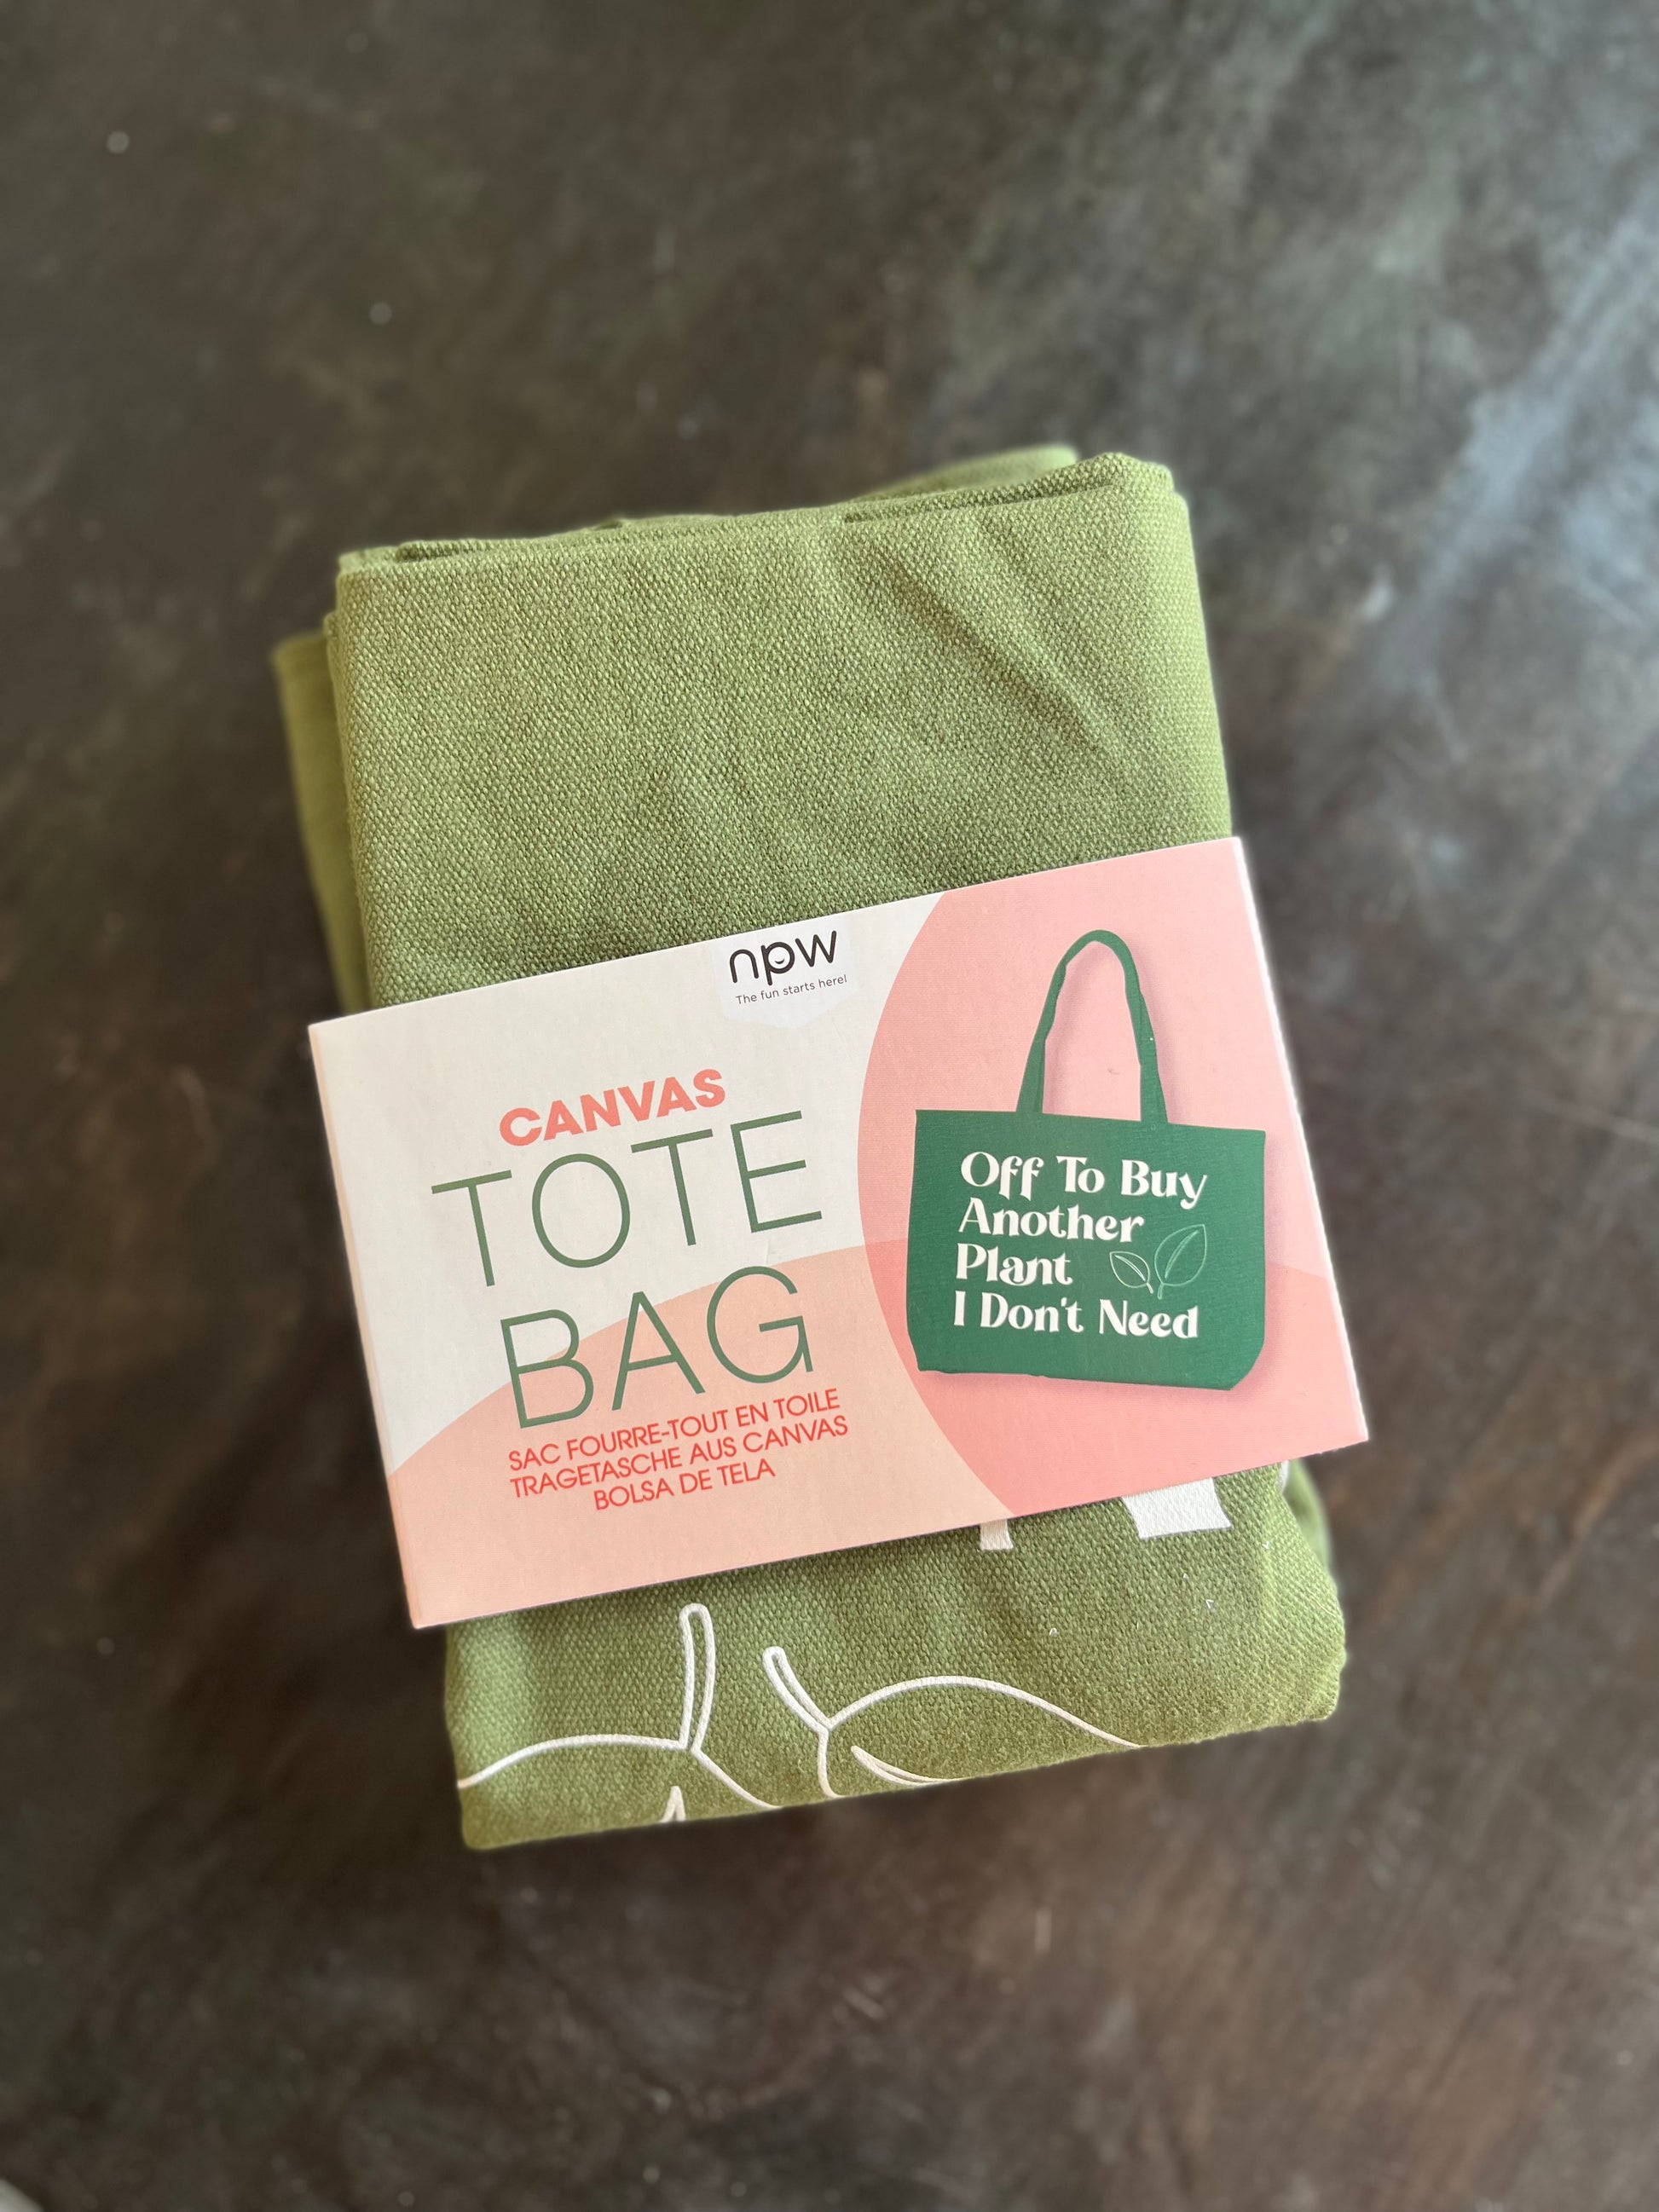 npw
The fun starts here!
CANVAS
TOTE
BAG
SAC FOURRE-TOUT EN TOILE
TRAGETASCHE AUS CANVAS
BOLSA DE TELA
Off To Buy
Another
Plant
I Don't Need